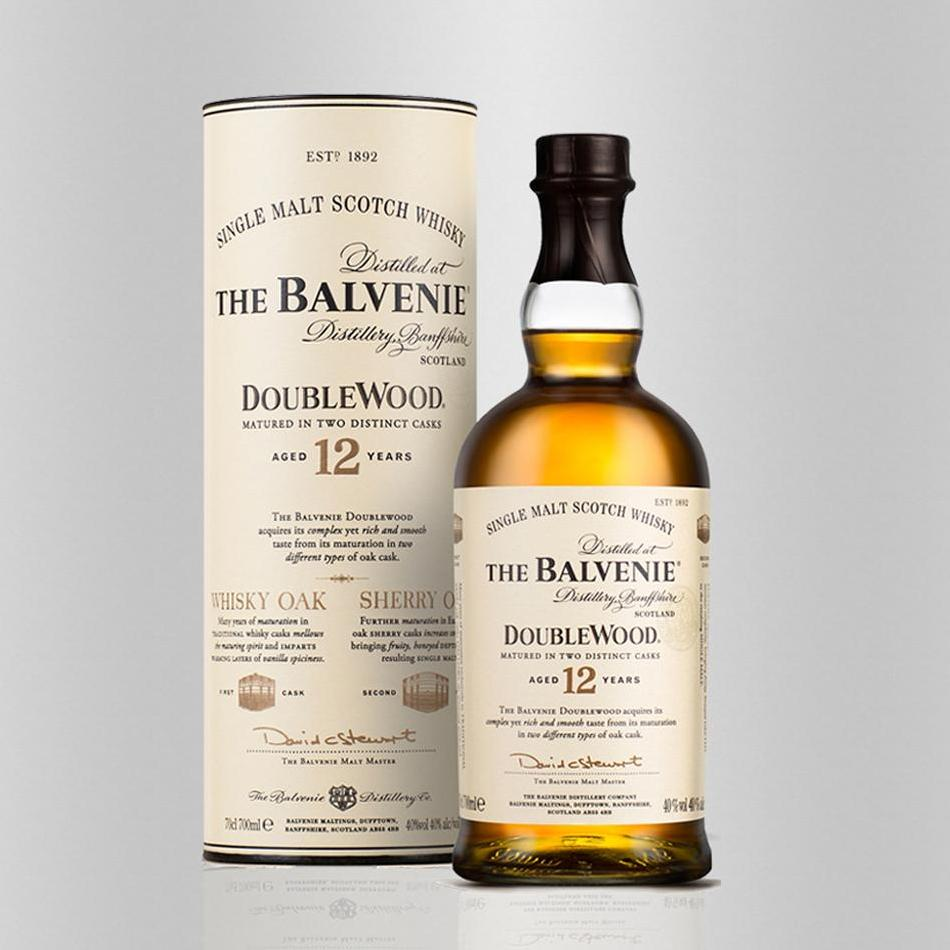 ESTD 1892
SINGLE MALT SCOTCH WHISKY
Distilled at
THE BALVENIE®
Distillery, Banffshire
SCOTLAND
DOUBLEWOOD.
MATURED IN TWO DISTINCT CASKS
AGED 12 YEARS
THE BALVENIE DOUBLEWOOD
acquires its complex yet rich and smooth
taste from its maturation in two
different types of oak cask.
WHISKY OAK
Many years of maturation in
TRADITIONAL whisky casks mellows
the maturing spirit and IMPARTS
WARMING LAYERS of vanilla spiciness.
FIRST CASK
SHERRY O
FURTHER maturation in
oak SHERRY casks increases
bringing fruity, honeyed
resulting SINGLE
SECOND
David C Stewart
THE BALVENIE MALT MASTER
The Balvenie Distillery Co.
70cl 700ml e
BALVENIE MALTINGS, DUFFTOWN,
BANFFSHIRE, SCOTLAND AB55 4BB
40%vol 40% alc/vol
ESTD 1892
SINGLE MALT SCOTCH WHISKY
Distilled at
THE BALVENIE®
Distillery, Banffshire
SCOTLAND
DOUBLEWOOD.
MATURED IN TWO DISTINCT CASKS
AGED 12 YEARS
THE BALVENIE DOUBLEWOOD acquires its
complex yet rich and smooth taste from its maturation
in two different types of oak cask.
David C Stewart
THE BALVENIE MALT MASTER
700ml e
THE BALVENIE DISTILLERY COMPANY
BALVENIE MALTINGS, DUFFTOWN, BANFFSHIRE,
SCOTLAND AB55 4BB
40%vol 40%